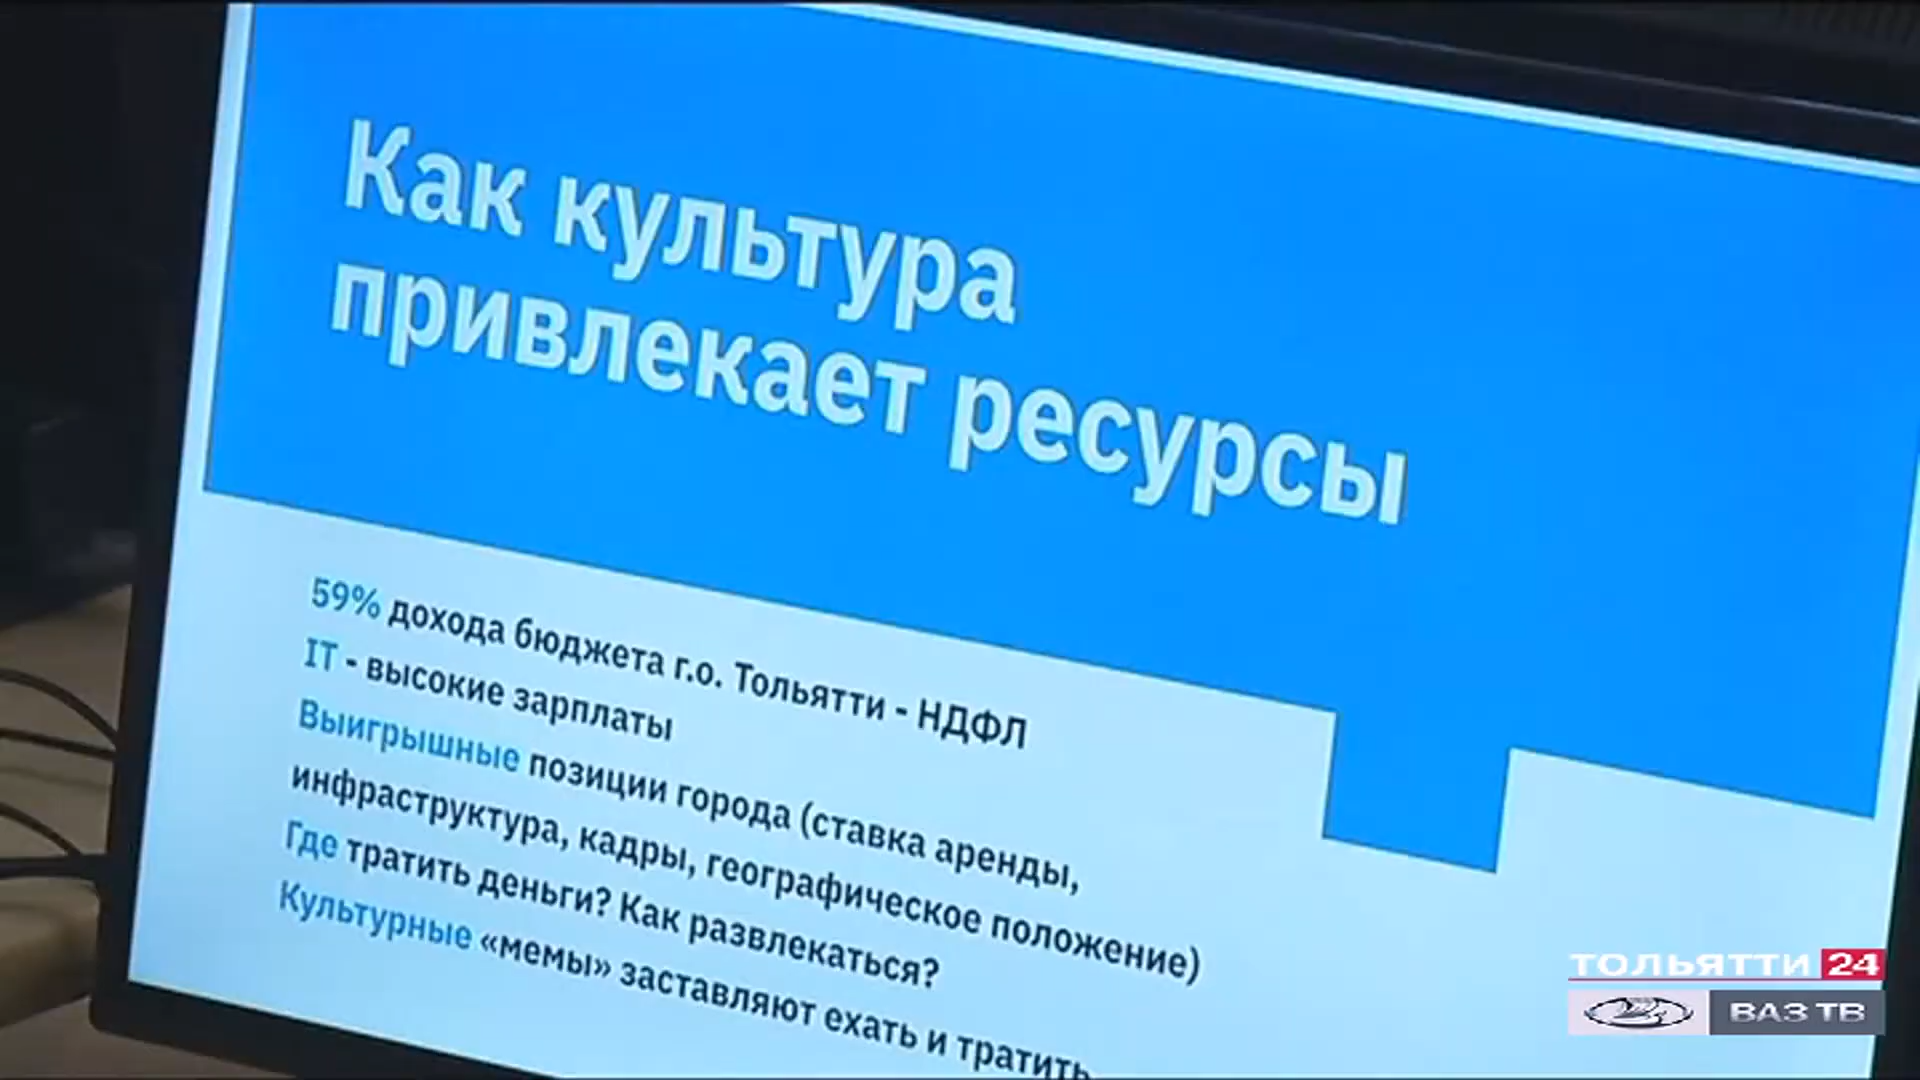 Как культура
привлекает ресурсы
59% дохода бюджета г.о. Тольятти - НДФЛ
IT - высокие зарплаты
Выигрышные позиции города (ставка аренды,
инфраструктура, кадры, географическое положение)
Где тратить деньги? Как развлекаться?
Культурные «мемы» заставляют ехать и тратить
ТОЛЬЯТТИ 24
ВАЗ ТВ